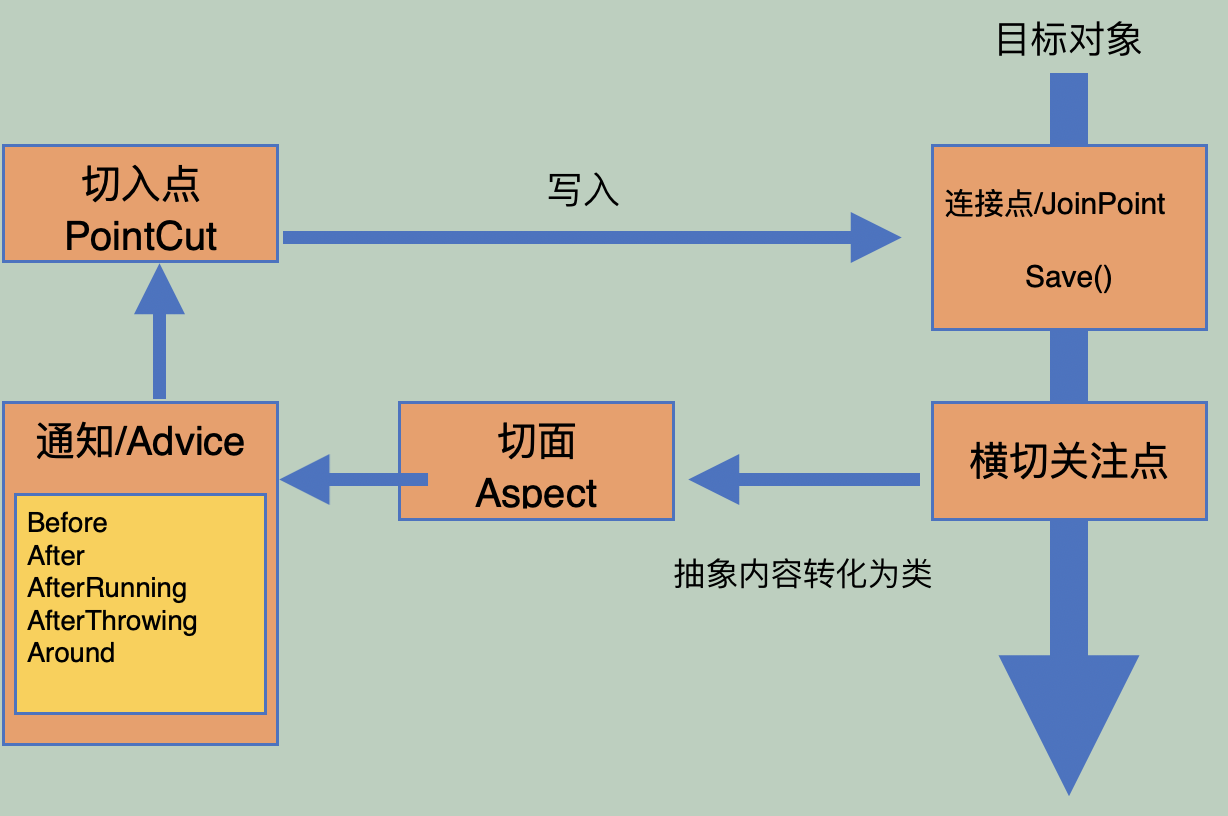 目标对象
切入点
PointCut
写入
连接点/JoinPoint
Save()
通知/Advice
Before
After
AfterRunning
AfterThrowing
Around
切面
Aspect
横切关注点
抽象内容转化为类